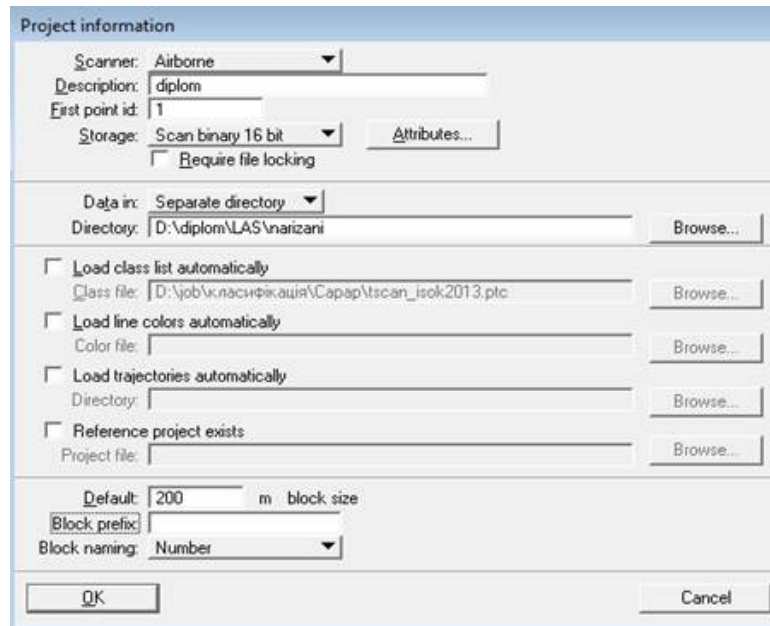 Project information
Scanner: Airborne
Description: diplom
First point id: 1
Storage: Scan binary 16 bit Attributes...
Require file locking
Data in: Separate directory
Directory: D:\diplom\LAS\narizani Browse...
Load class list automatically
Class file: D:\job\класифікація\Capap\tscan_isok2013.ptc Browse...
Load line colors automatically
Color file: Browse...
Load trajectories automatically
Directory: Browse...
Reference project exists
Project file: Browse...
Default: 200 m block size
Block prefix:
Block naming: Number
OK Cancel